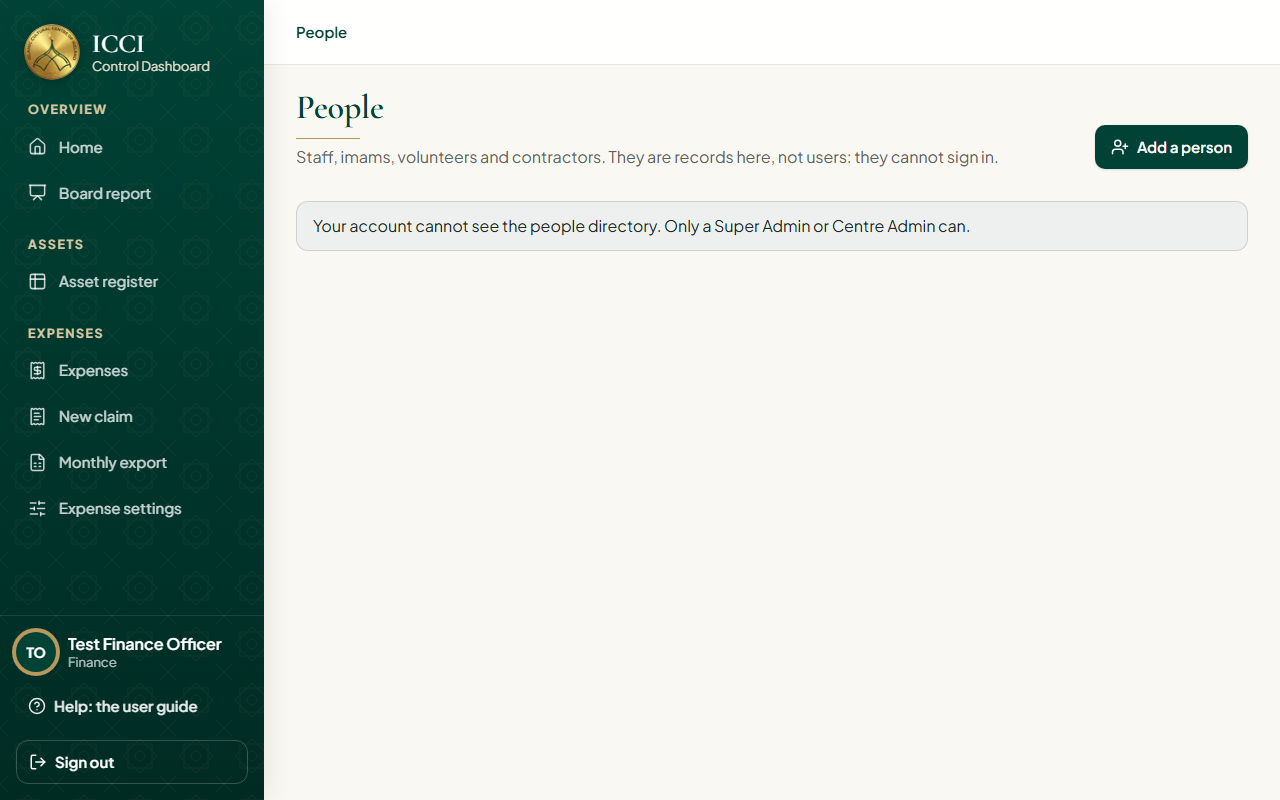 ICCI
Control Dashboard
OVERVIEW
Home
Board report
ASSETS
Asset register
EXPENSES
Expenses
New claim
Monthly export
Expense settings
TO
Test Finance Officer
Finance
Help: the user guide
Sign out
People
People
Staff, imams, volunteers and contractors. They are records here, not users: they cannot sign in.
Add a person
Your account cannot see the people directory. Only a Super Admin or Centre Admin can.